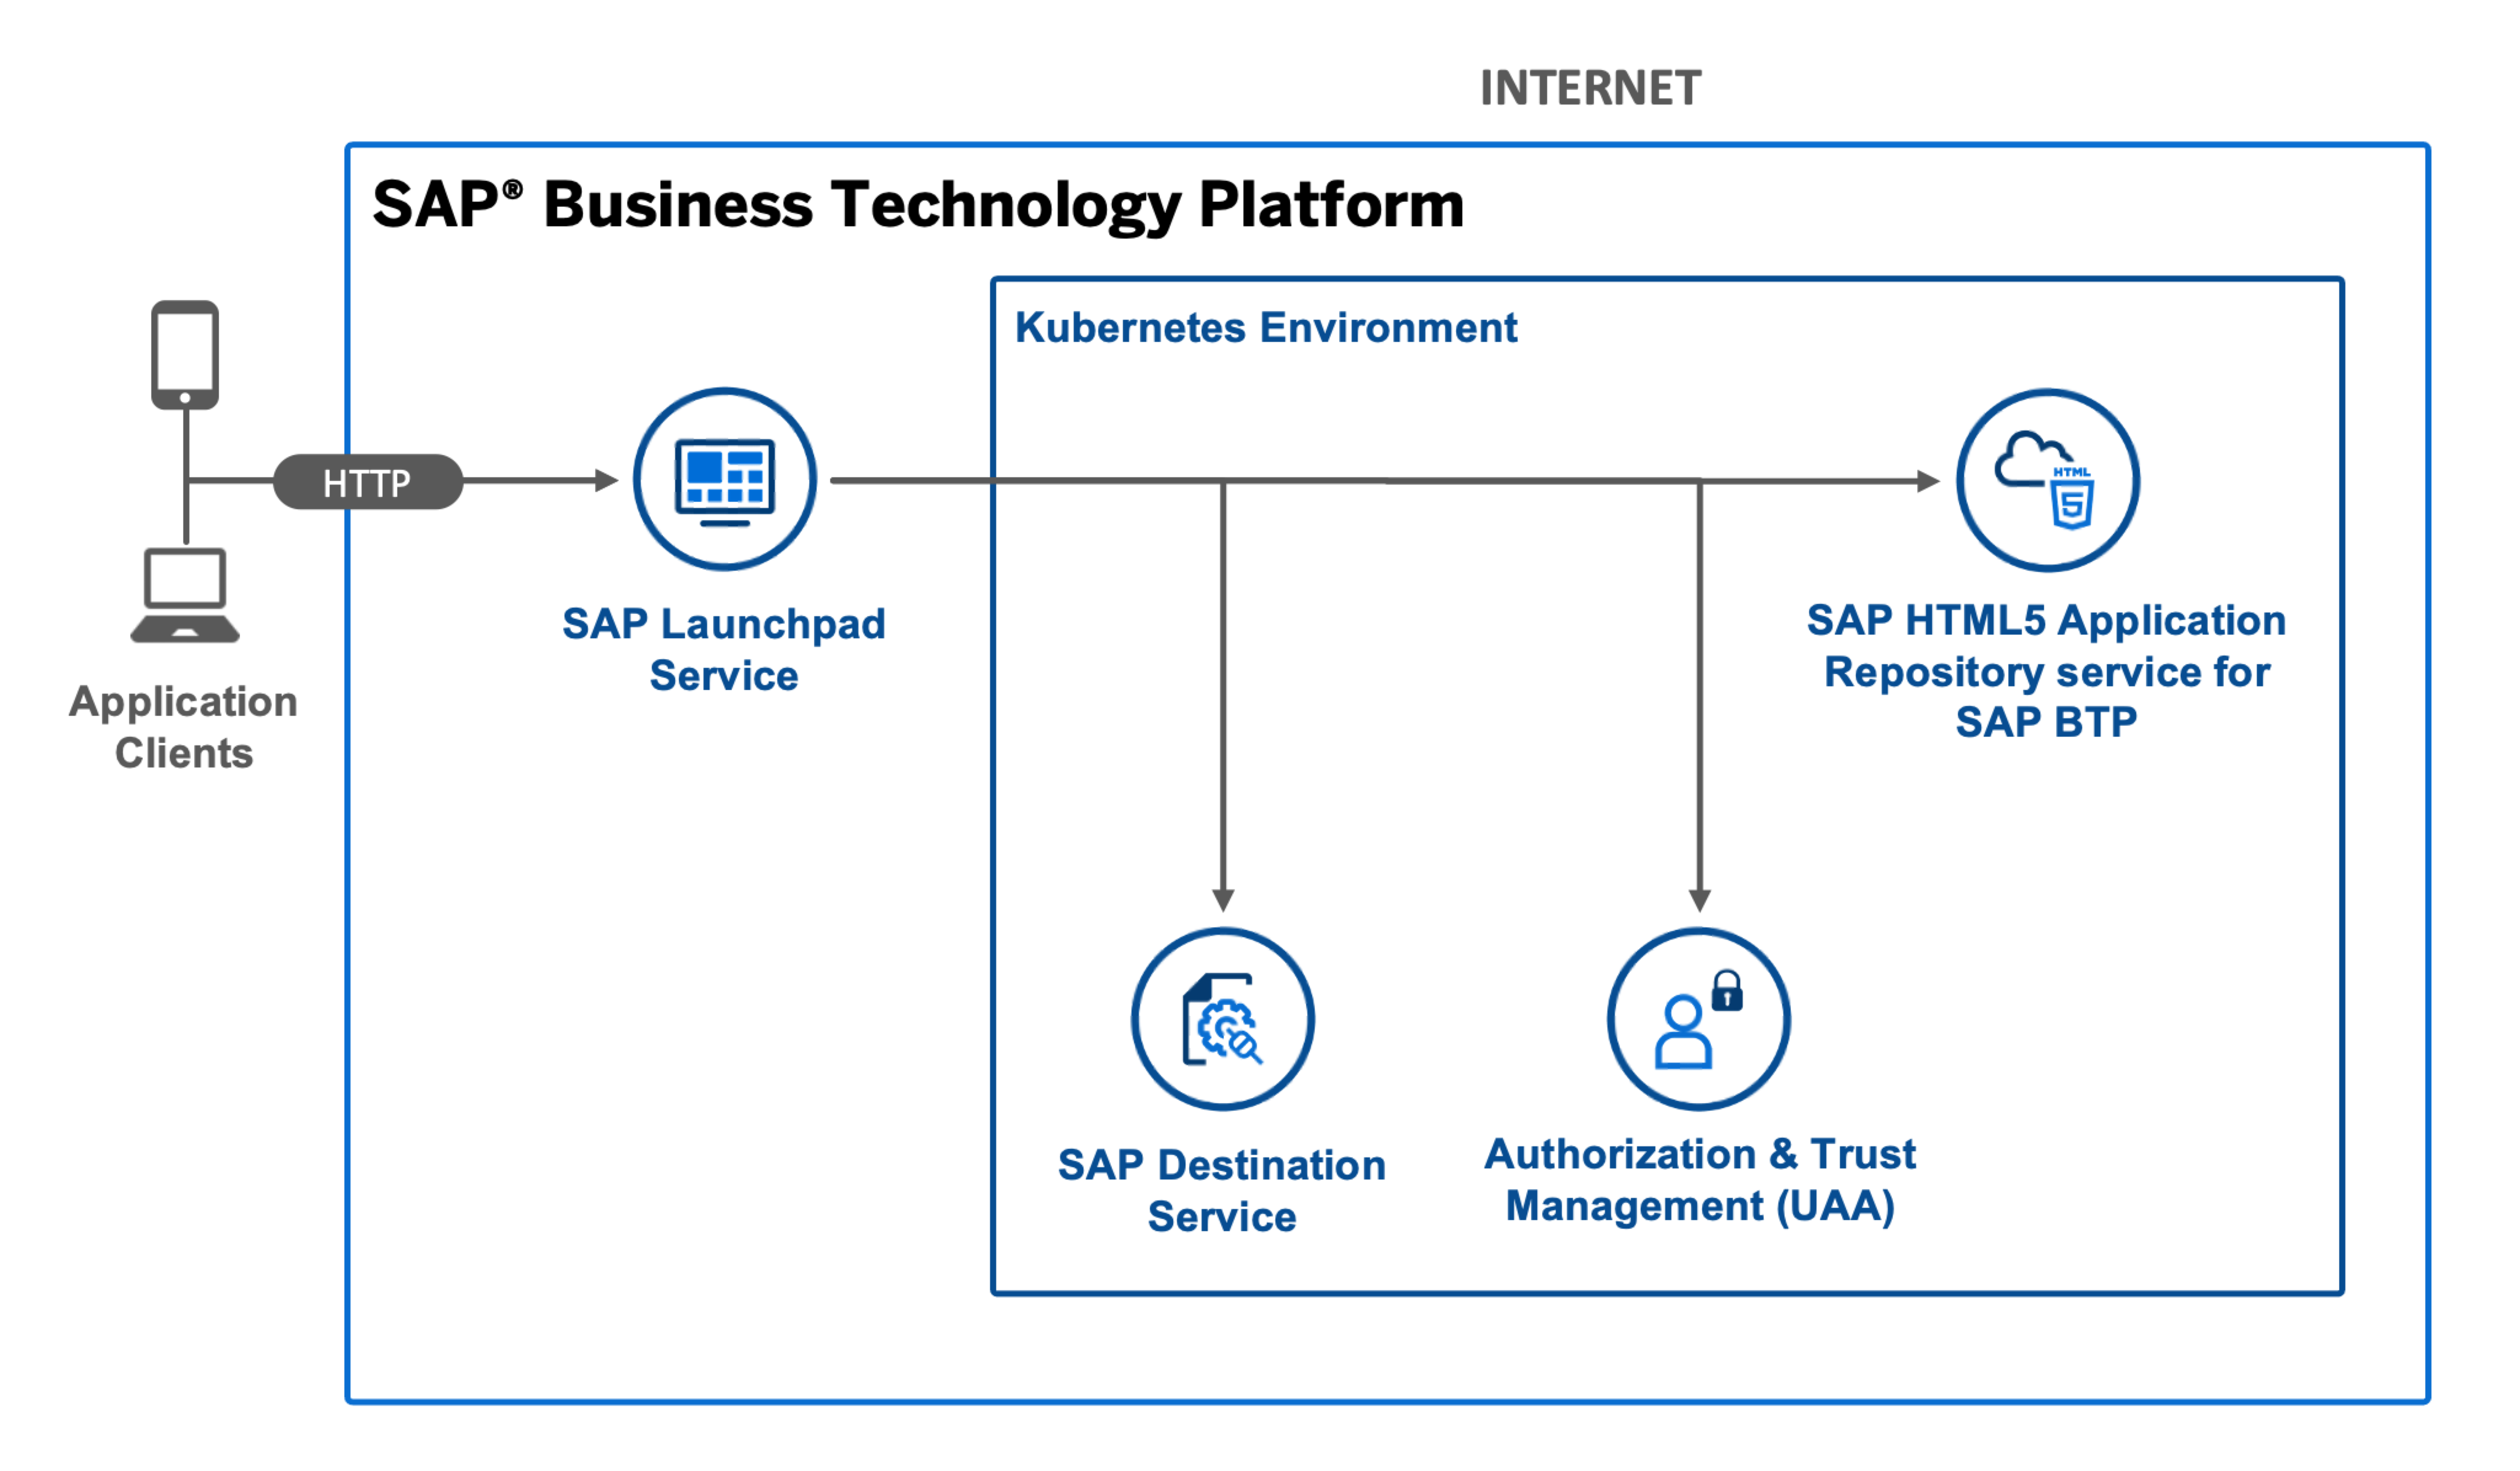 INTERNET
SAP® Business Technology Platform
Kubernetes Environment
HTTP
HTML
5
SAP Launchpad
Service
SAP HTML5 Application
Repository service for
SAP BTP
Application
Clients
SAP Destination
Service
Authorization & Trust
Management (UAA)